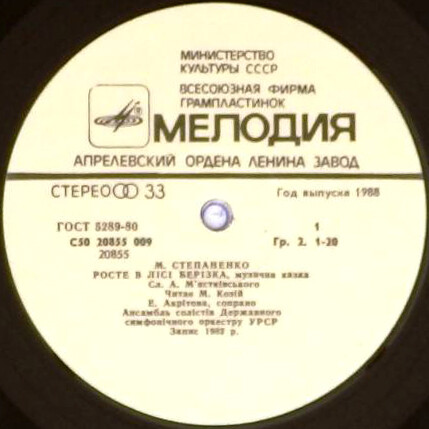 МИНИСТЕРСТВО
КУЛЬТУРЫ СССР
ВСЕСОЮЗНАЯ ФИРМА
ГРАМПЛАСТИНОК
МЕЛОДИЯ
АПРЕЛЕВСКИЙ ОРДЕНА ЛЕНИНА ЗАВОД
СТЕРЕО 33
Год выпуска 1988
ГОСТ 5289-80
1
С50 20855 009
Гр. 2. 1-20
20855
М. СТЕПАНЕНКО
РОСТЕ В ЛІСІ БЕРІЗКА, музична казка
Сл. А. М'ястківського
Читає М. Козій
Е. Акрітова, сопрано
Ансамбль солістів Державного
симфонічного оркестру УРСР
Запис 1982 р.